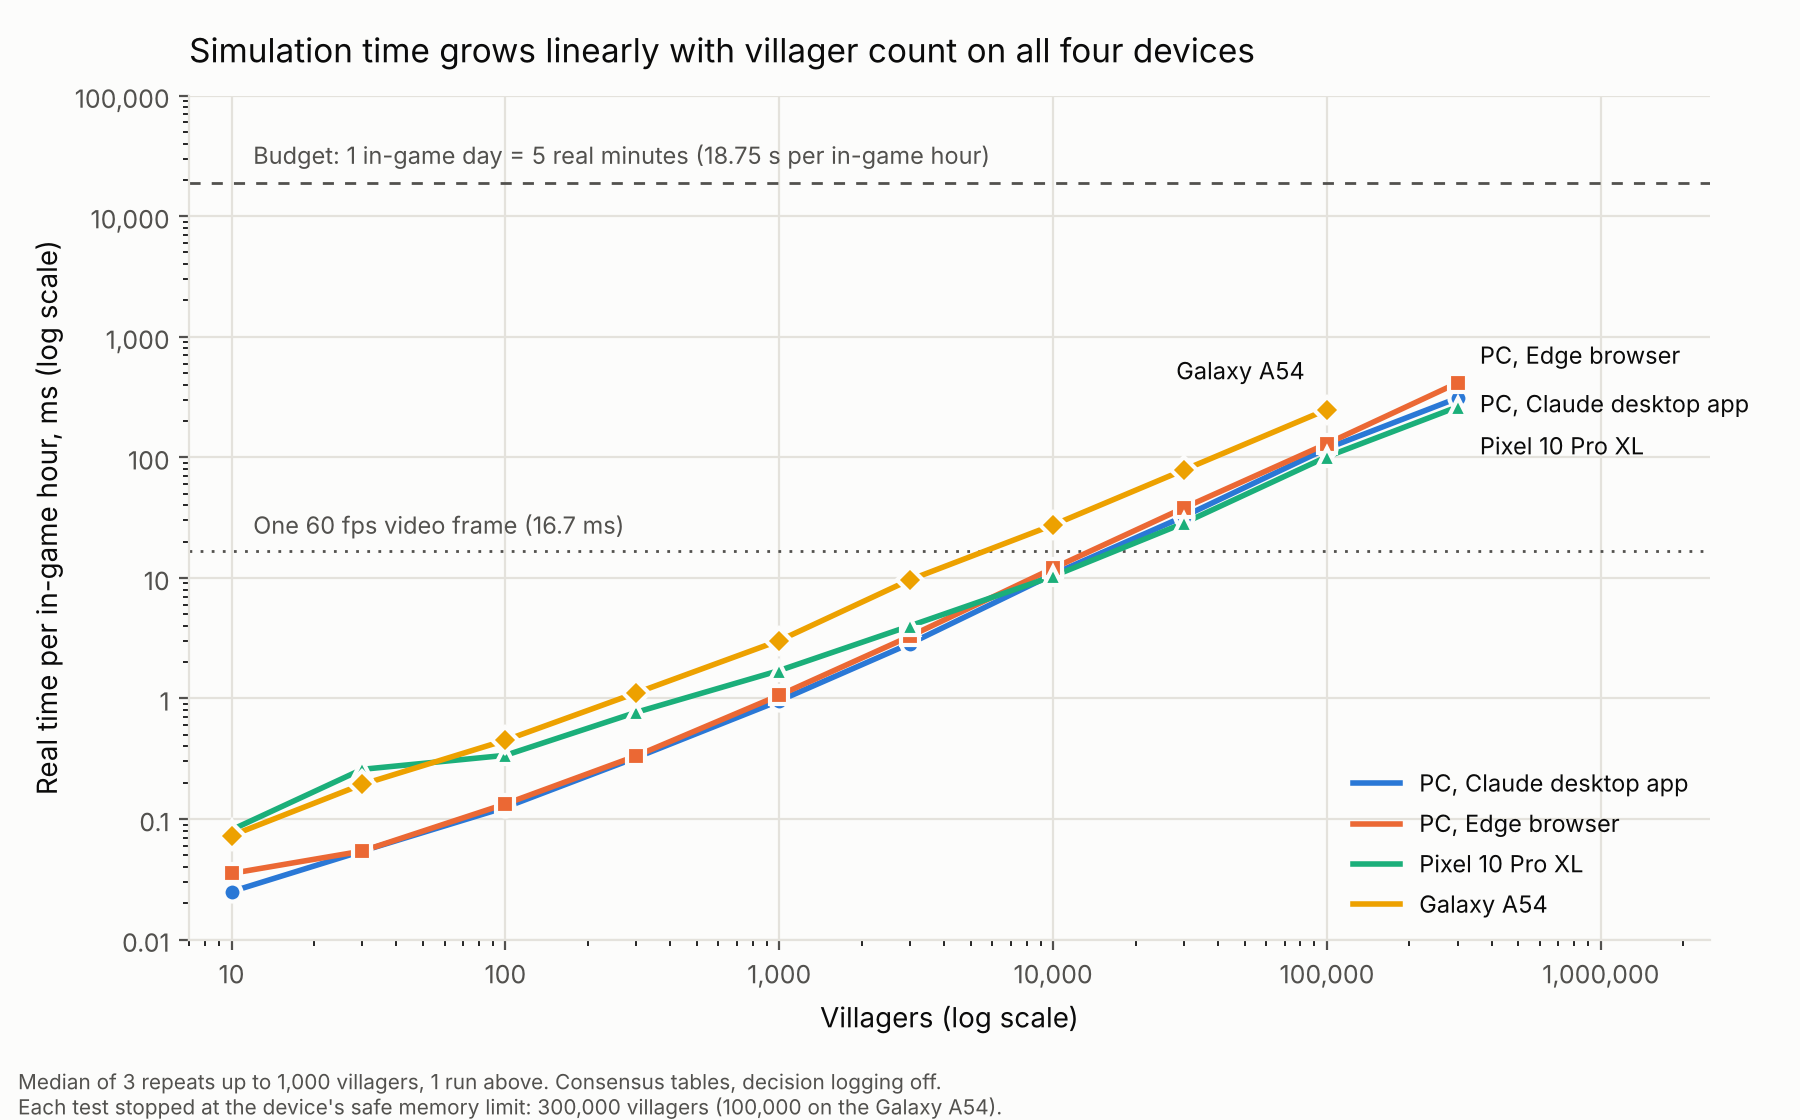 Simulation time grows linearly with villager count on all four devices
100,000
Budget: 1 in-game day = 5 real minutes (18.75 s per in-game hour)
10,000
1,000
PC, Edge browser
Galaxy A54
PC, Claude desktop app
Pixel 10 Pro XL
100
One 60 fps video frame (16.7 ms)
10
1
0.1
0.01
Real time per in-game hour, ms (log scale)
PC, Claude desktop app
PC, Edge browser
Pixel 10 Pro XL
Galaxy A54
10 100 1,000 10,000 100,000 1,000,000
Villagers (log scale)
Median of 3 repeats up to 1,000 villagers, 1 run above. Consensus tables, decision logging off.
Each test stopped at the device's safe memory limit: 300,000 villagers (100,000 on the Galaxy A54).